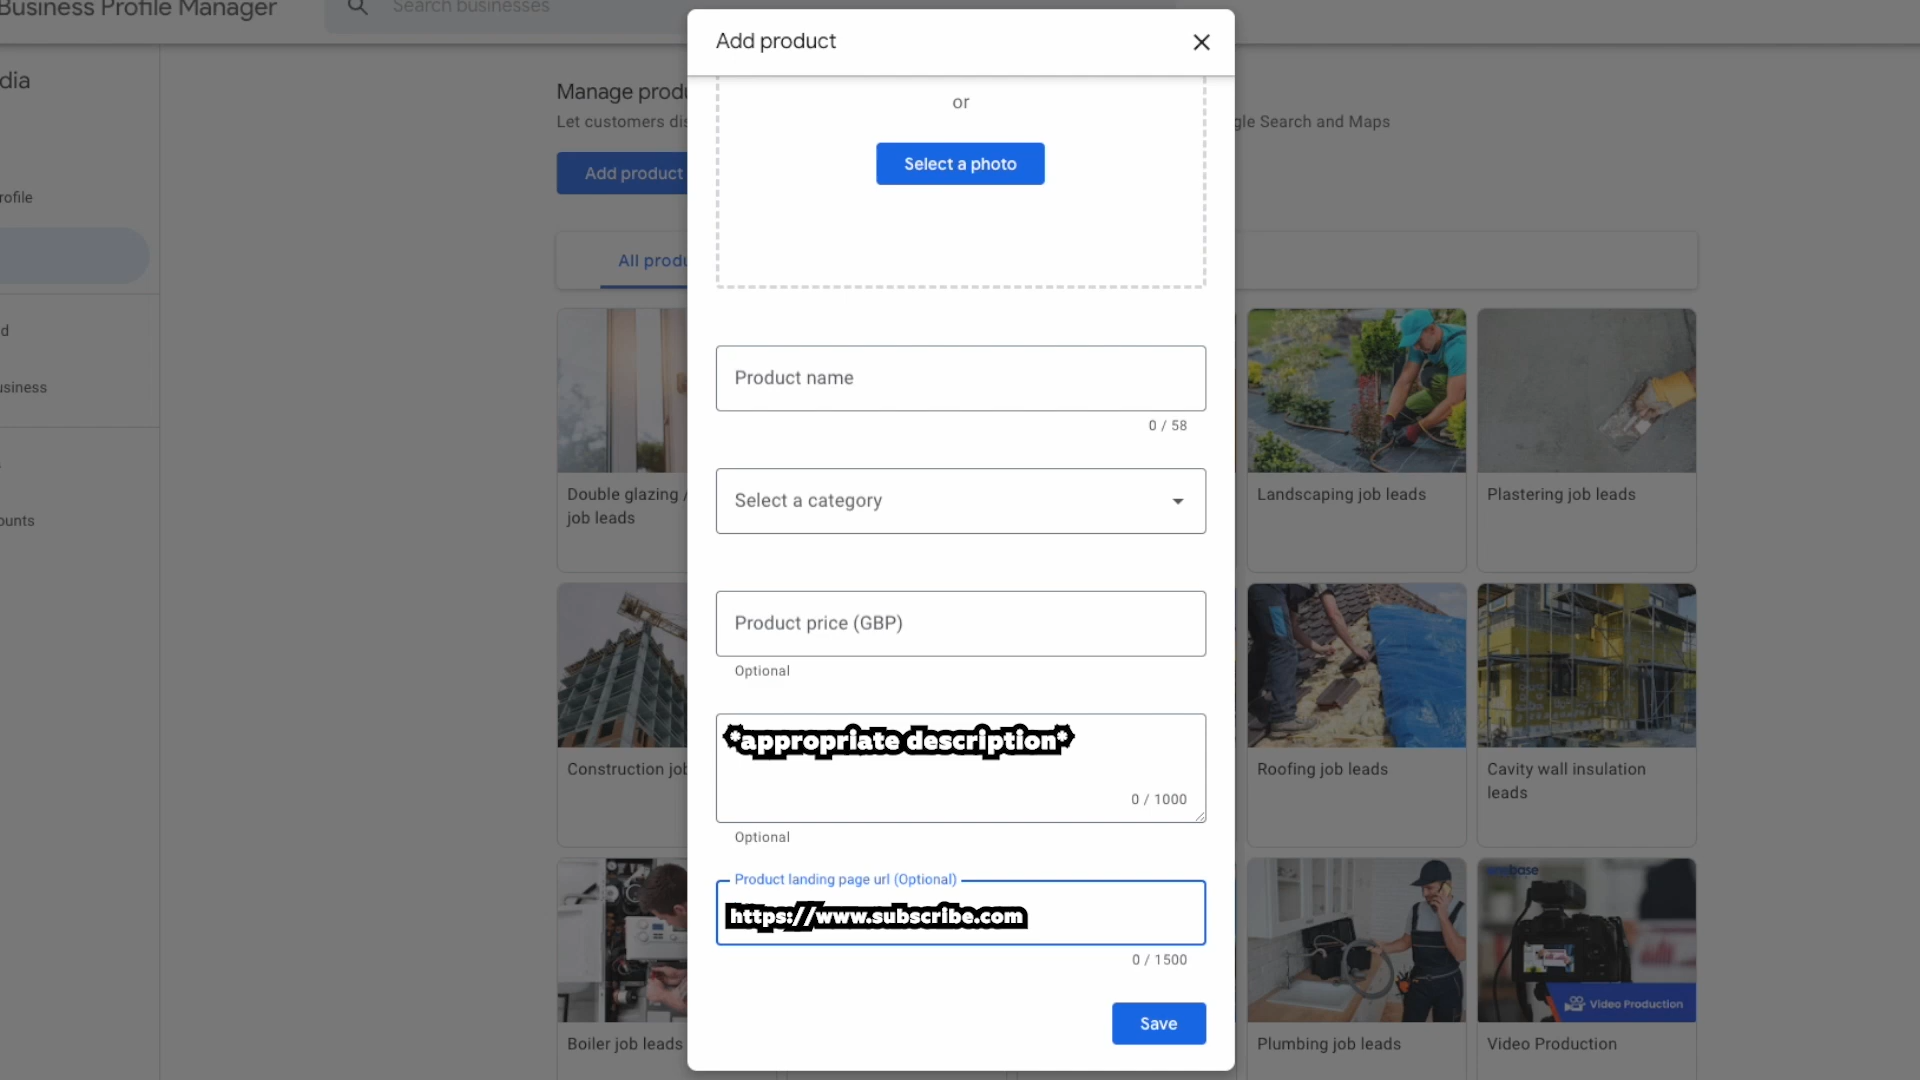 Business Profile Manager
Search businesses
Add product
dia
Manage produ
or
Let customers dis
gle Search and Maps
Select a photo
Add product
rofile
All produ
Product name
0 / 58
d
usiness
Select a category
Double glazing /
job leads
Landscaping job leads
Plastering job leads
ounts
Product price (GBP)
Optional
*appropriate description*
0 / 1000
Optional
Construction job
Roofing job leads
Cavity wall insulation
leads
Product landing page url (Optional)
https://www.subscribe.com
0 / 1500
Save
Video Production
Boiler job leads
Plumbing job leads
Video Production